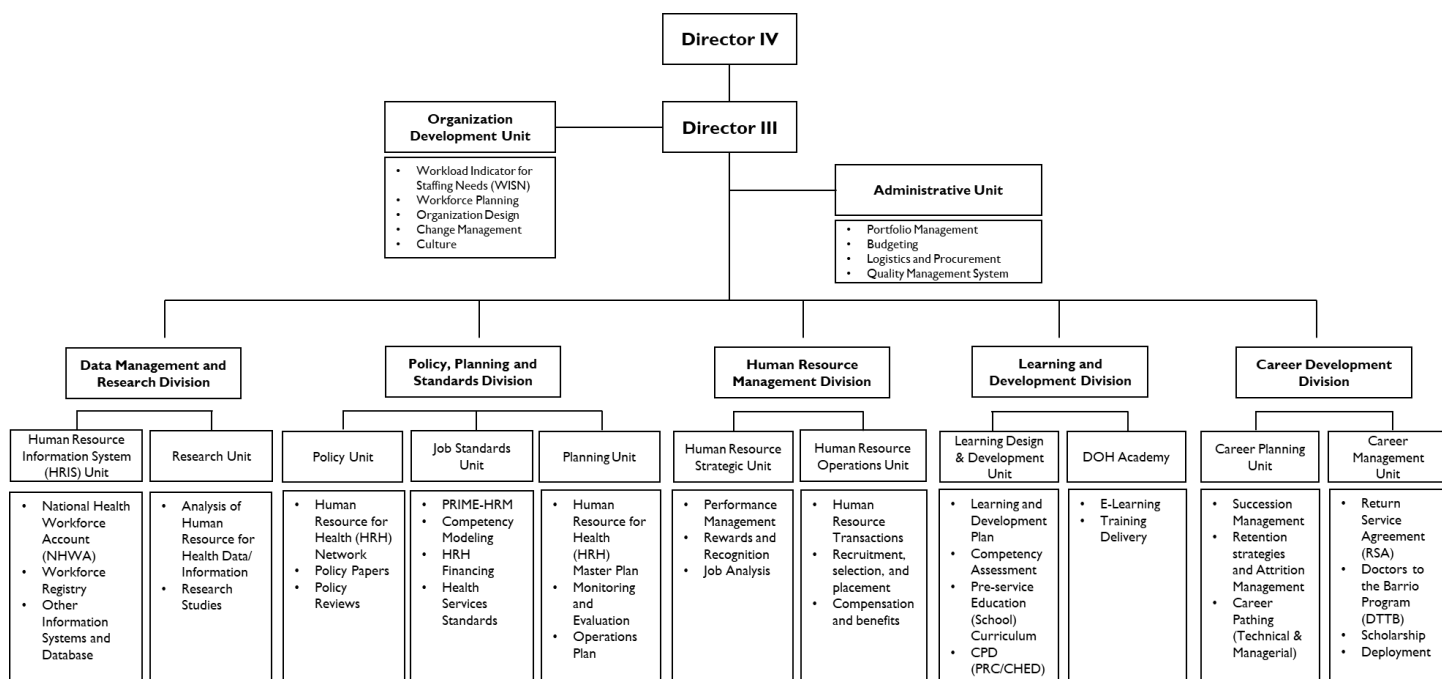 Director IV
Organization
Development Unit
Director III
• Workload Indicator for
Staffing Needs (WISN)
• Workforce Planning
• Organization Design
• Change Management
• Culture
Administrative Unit
• Portfolio Management
• Budgeting
• Logistics and Procurement
• Quality Management System
Data Management and
Research Division
Policy, Planning and
Standards Division
Human Resource
Management Division
Learning and
Development Division
Career Development
Division
Human Resource
Information System
(HRIS) Unit
Research Unit
Policy Unit
Job Standards
Unit
Planning Unit
Human Resource
Strategic Unit
Human Resource
Operations Unit
Learning Design
& Development
Unit
DOH Academy
Career Planning
Unit
Career
Management
Unit
• National Health
Workforce
Account
(NHWA)
• Workforce
Registry
• Other
Information
Systems and
Database
• Analysis of
Human
Resource for
Health Data/
Information
• Research
Studies
• Human
Resource for
Health (HRH)
Network
• Policy Papers
• Policy
Reviews
• PRIME-HRM
• Competency
Modeling
• HRH
Financing
• Health
Services
Standards
• Human
Resource for
Health
(HRH)
Master Plan
• Monitoring
and
Evaluation
• Operations
Plan
• Performance
Management
• Rewards and
Recognition
• Job Analysis
• Human
Resource
Transactions
• Recruitment,
selection, and
placement
• Compensation
and benefits
• Learning and
Development
Plan
• Competency
Assessment
• Pre-service
Education
(School)
Curriculum
• CPD
(PRC/CHED)
• E-Learning
• Training
Delivery
• Succession
Management
• Retention
strategies
and Attrition
Management
• Career
Pathing
(Technical &
Managerial)
• Return
Service
Agreement
(RSA)
• Doctors to
the Barrio
Program
(DTTB)
• Scholarship
• Deployment